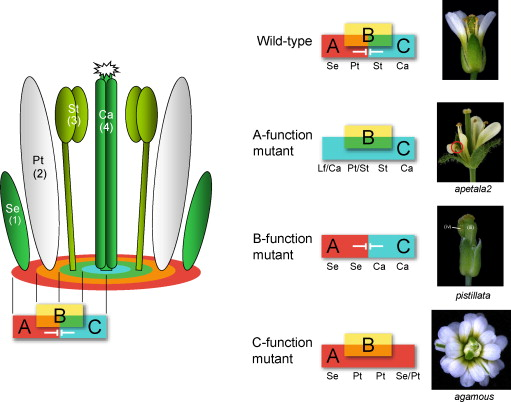 St
(3)
Ca
(4)
Pt
(2)
Se
(1)
B
A C
Wild-type
B
A C
Se Pt St Ca
A-function
mutant
B
C
Lf/Ca Pt/St St Ca
apetala2
B-function
mutant
A C
Se Se Ca Ca
pistillata
C-function
mutant
B
A
Se Pt Pt Se/Pt
agamous